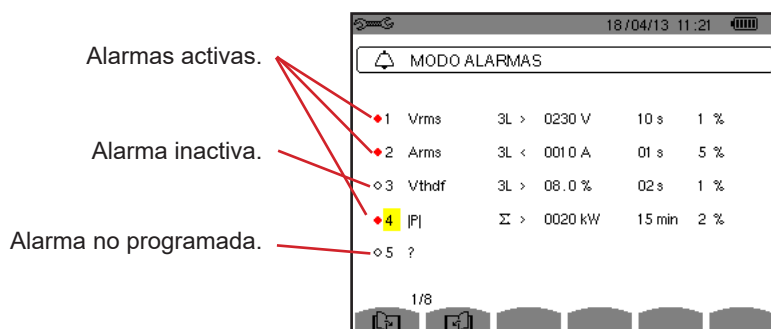 18/04/13 11:21
MODO ALARMAS
Alarmas activas.
1 Vrms 3L > 0230 V 10 s 1 %
2 Arms 3L < 0010 A 01 s 5 %
Alarma inactiva.
3 Vthdf 3L > 08.0 % 02 s 1 %
4 |P| Σ > 0020 kW 15 min 2 %
Alarma no programada.
5 ?
1/8